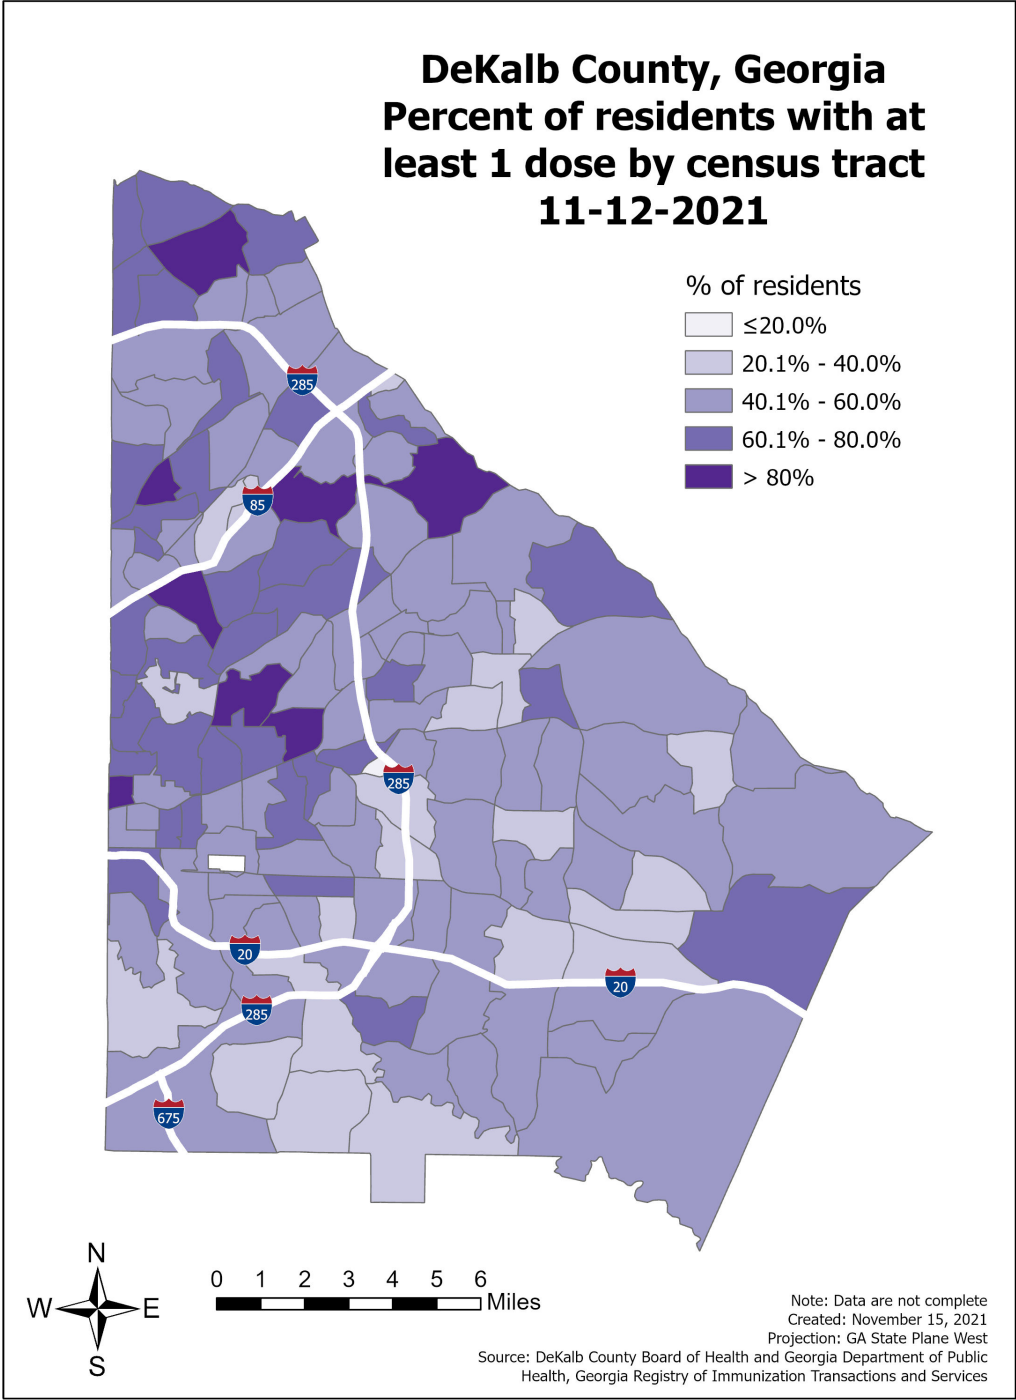 DeKalb County, Georgia
Percent of residents with at
least 1 dose by census tract
11-12-2021
% of residents
≤20.0%
20.1% - 40.0%
40.1% - 60.0%
60.1% - 80.0%
> 80%
285
85
285
20
20
285
675
N
W E
S
0 1 2 3 4 5 6
Miles
Note: Data are not complete
Created: November 15, 2021
Projection: GA State Plane West
Source: DeKalb County Board of Health and Georgia Department of Public
Health, Georgia Registry of Immunization Transactions and Services